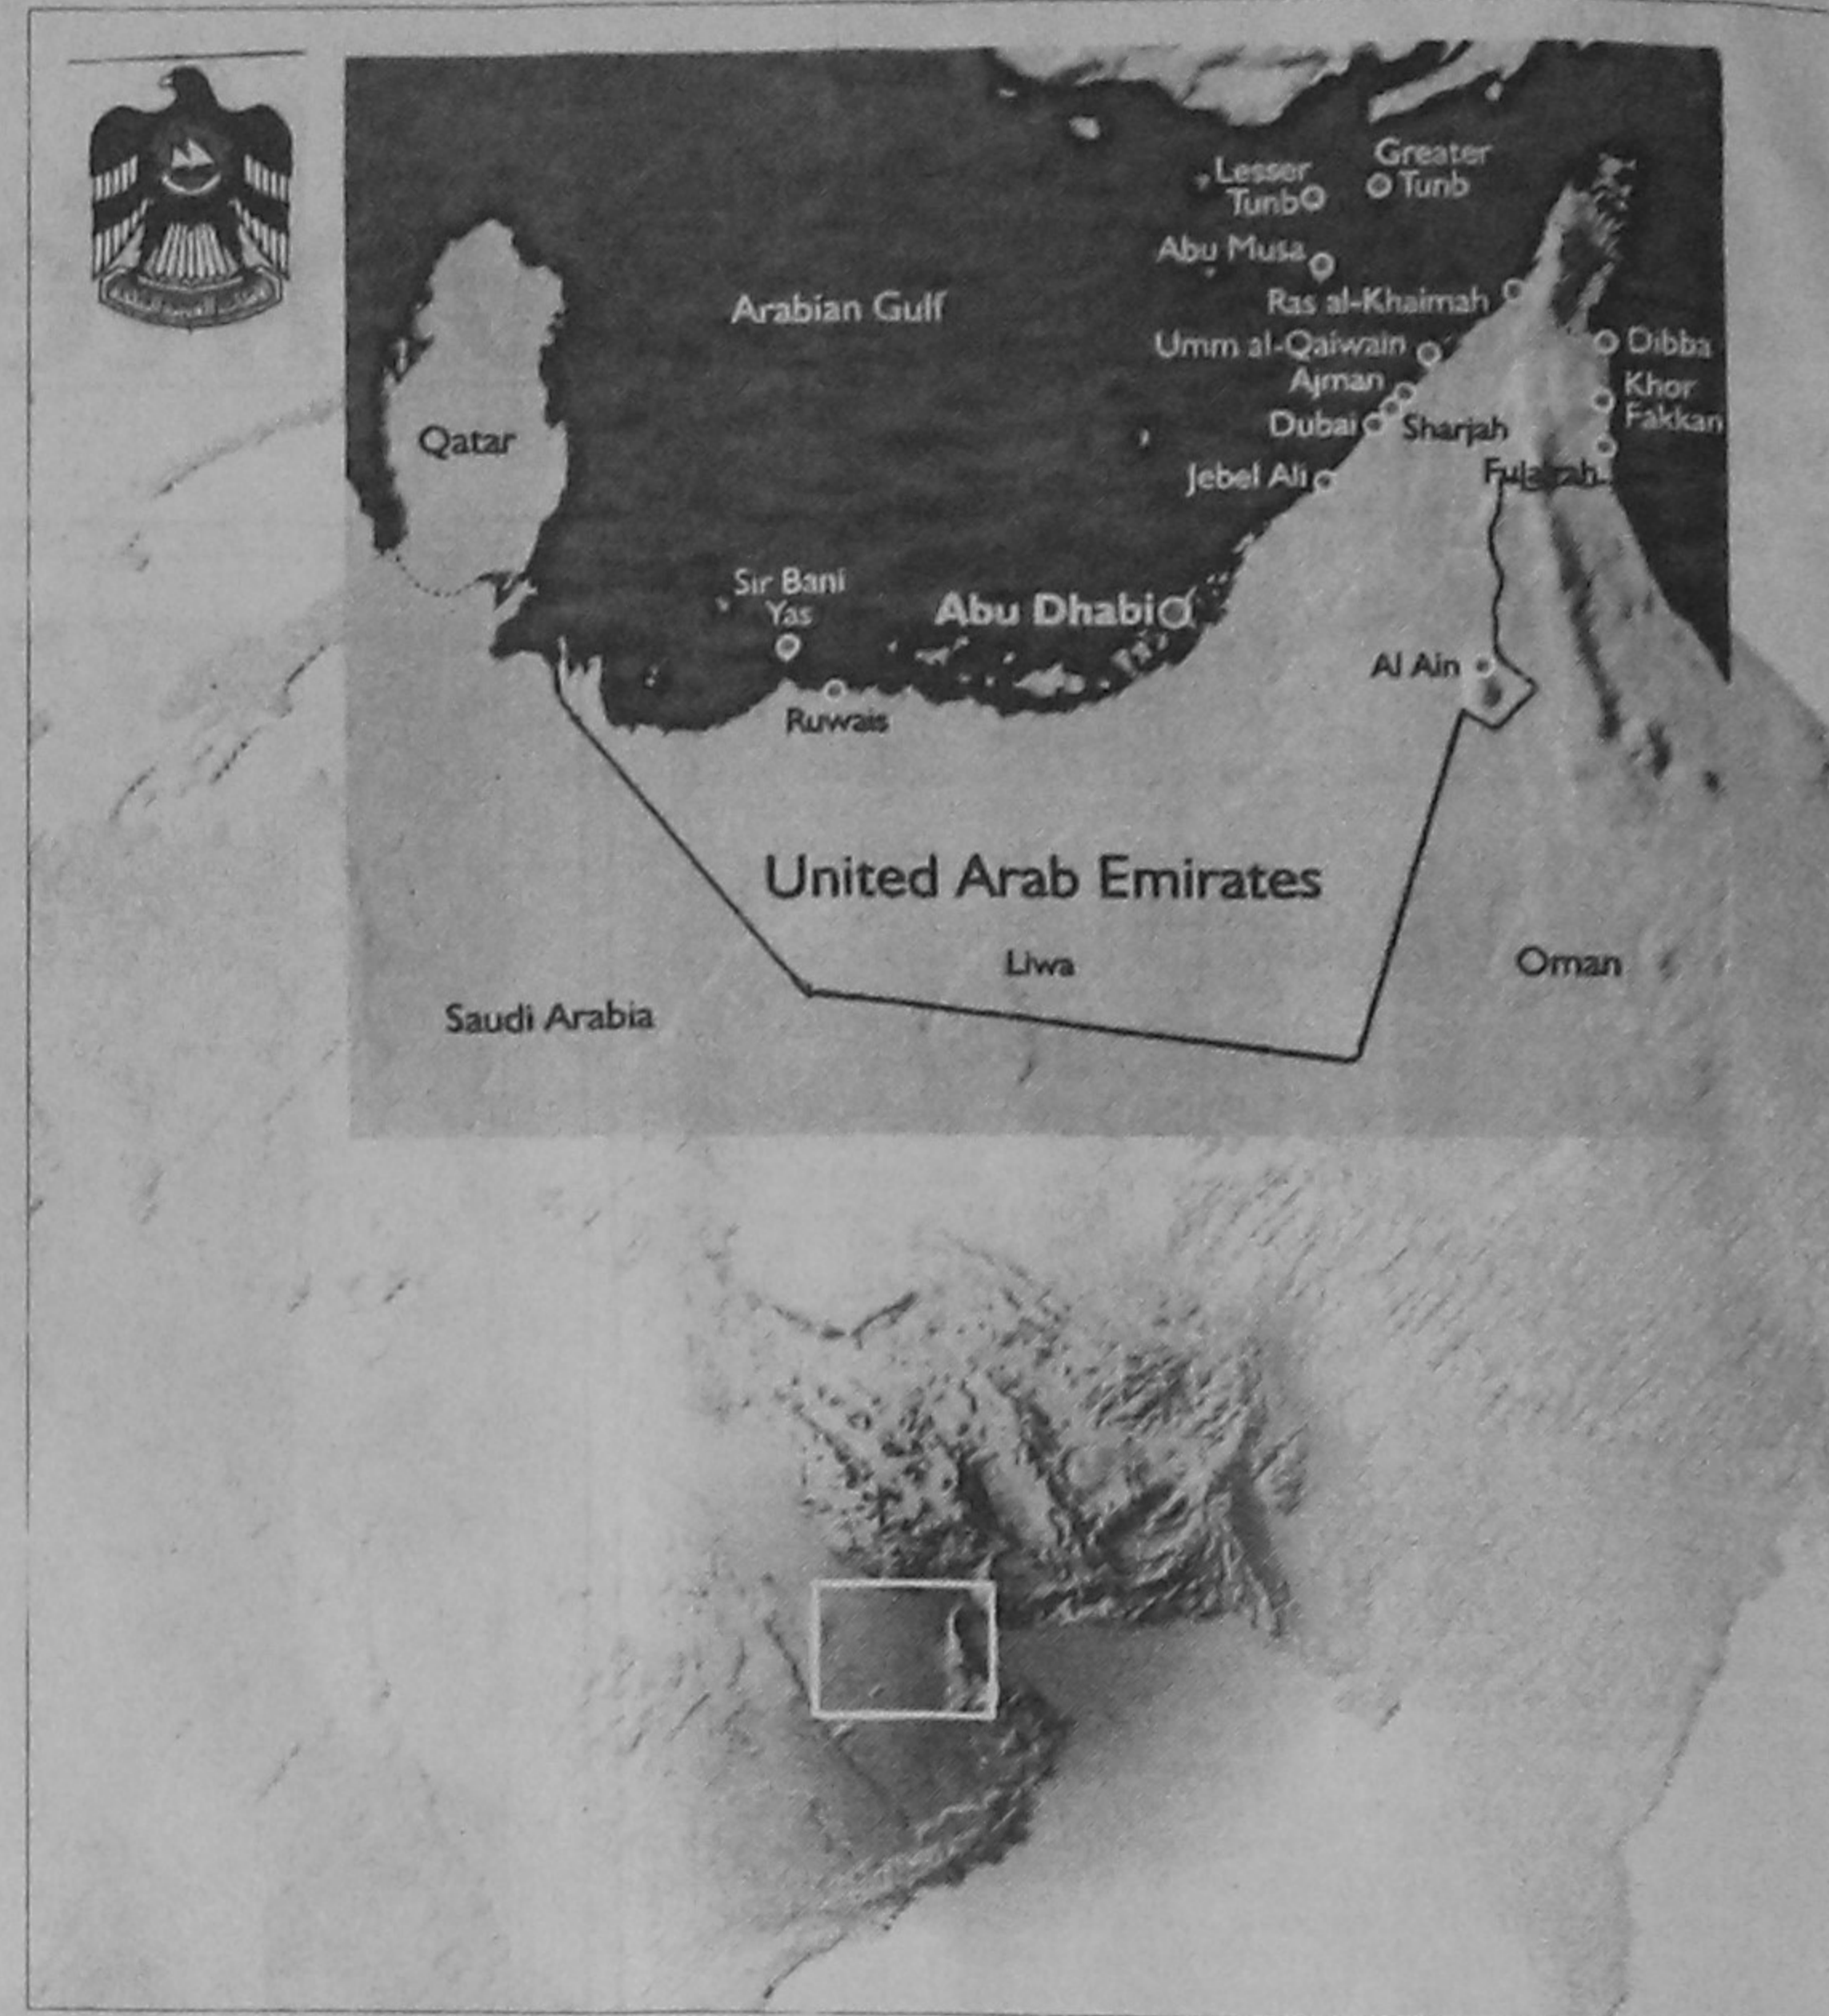 Greater
Tunb
Lesser
Tunb
Abu Musa
Ras al-Khaimah
Arabian Gulf
Umm al-Qaiwain
Dibba
Ajman
Khor
Fakkan
Dubai
Sharjah
Qatar
Jebel Ali
Fujairah
Sir Bani
Yas
Abu Dhabi
Al Ain
Ruwais
United Arab Emirates
Liwa
Oman
Saudi Arabia